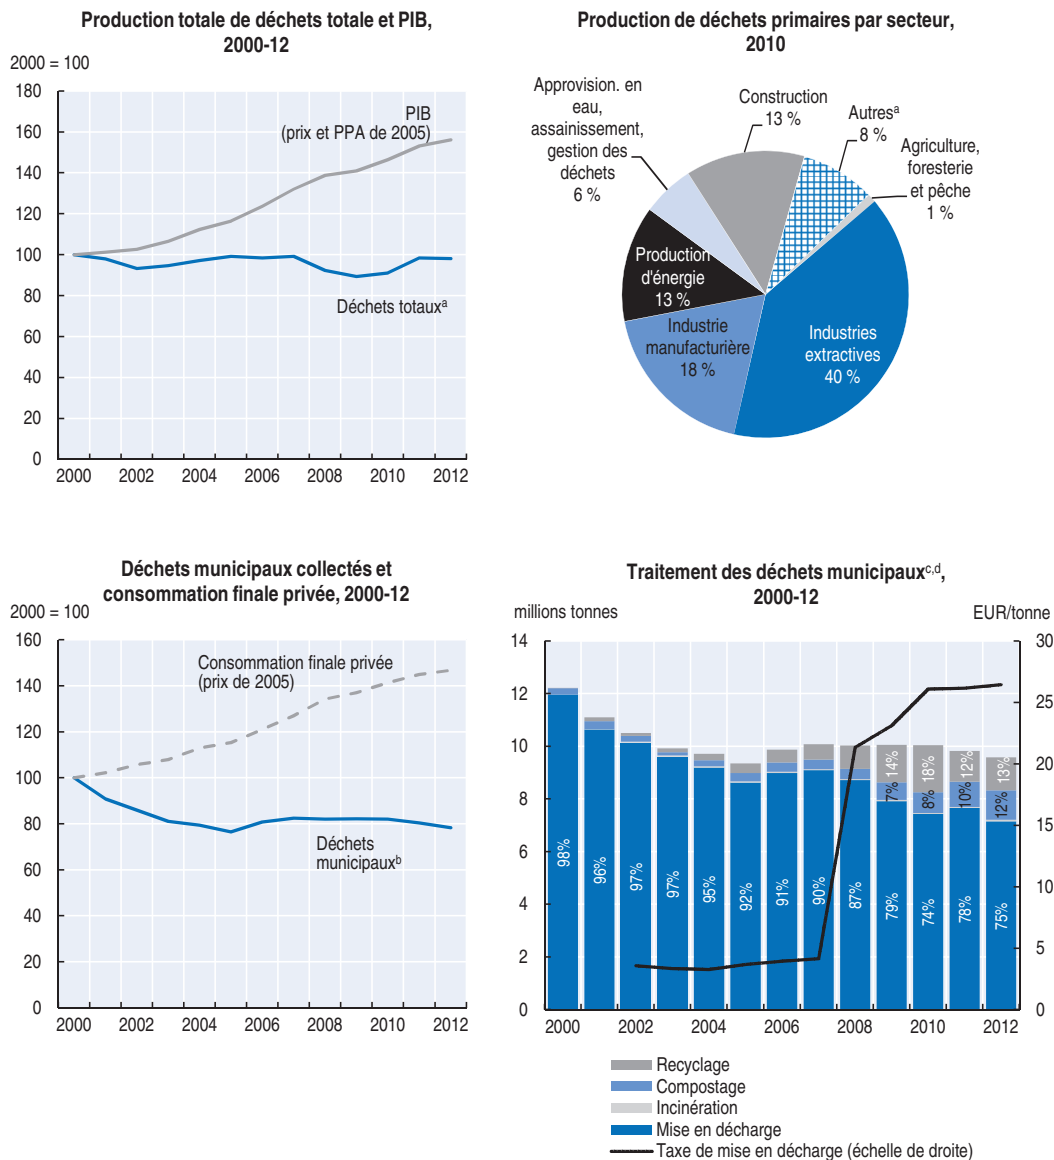 Production totale de déchets totale et PIB,
2000-12
2000 = 100
180
160
140
120
100
80
60
40
20
0
2000
2002
2004
2006
2008
2010
2012
PIB
(prix et PPA de 2005)
Déchets totauxᵃ
Production de déchets primaires par secteur,
2010
Approvision. en
eau,
assainissement,
gestion des
déchets
6 %
Construction
13 %
Autresᵃ
8 %
Agriculture,
foresterie
et pêche
1 %
Production
d'énergie
13 %
Industrie
manufacturière
18 %
Industries
extractives
40 %
Déchets municipaux collectés et
consommation finale privée, 2000-12
2000 = 100
160
140
120
100
80
60
40
20
0
2000
2002
2004
2006
2008
2010
2012
Consommation finale privée
(prix de 2005)
Déchets
municipauxᵇ
Traitement des déchets municipauxᶜ,ᵈ,
2000-12
millions tonnes
EUR/tonne
14
12
10
8
6
4
2
0
30
25
20
15
10
5
0
98%
96%
97%
97%
95%
92%
91%
90%
87%
79%
7%
14%
74%
8%
18%
78%
10%
12%
75%
12%
13%
2000
2002
2004
2006
2008
2010
2012
Recyclage
Compostage
Incinération
Mise en décharge
Taxe de mise en décharge (échelle de droite)